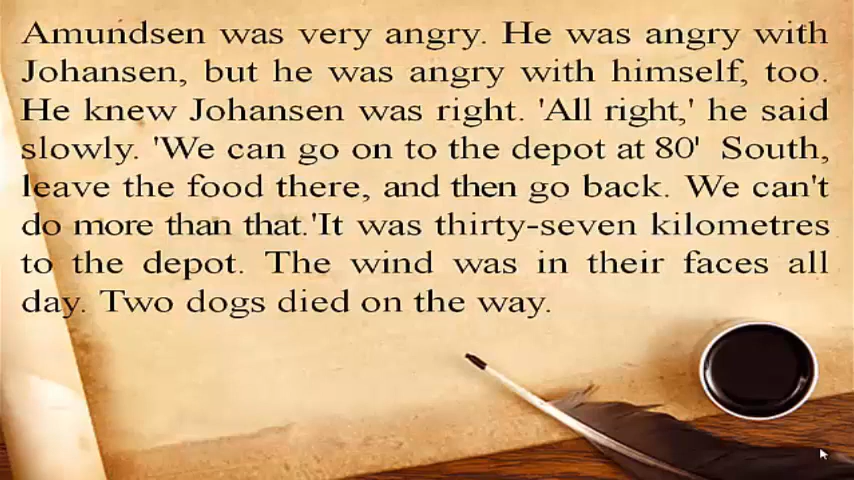 Amundsen was very angry. He was angry with
Johansen, but he was angry with himself, too.
He knew Johansen was right. 'All right,' he said
slowly. 'We can go on to the depot at 80' South,
leave the food there, and then go back. We can't
do more than that.'It was thirty-seven kilometres
to the depot. The wind was in their faces all
day. Two dogs died on the way.